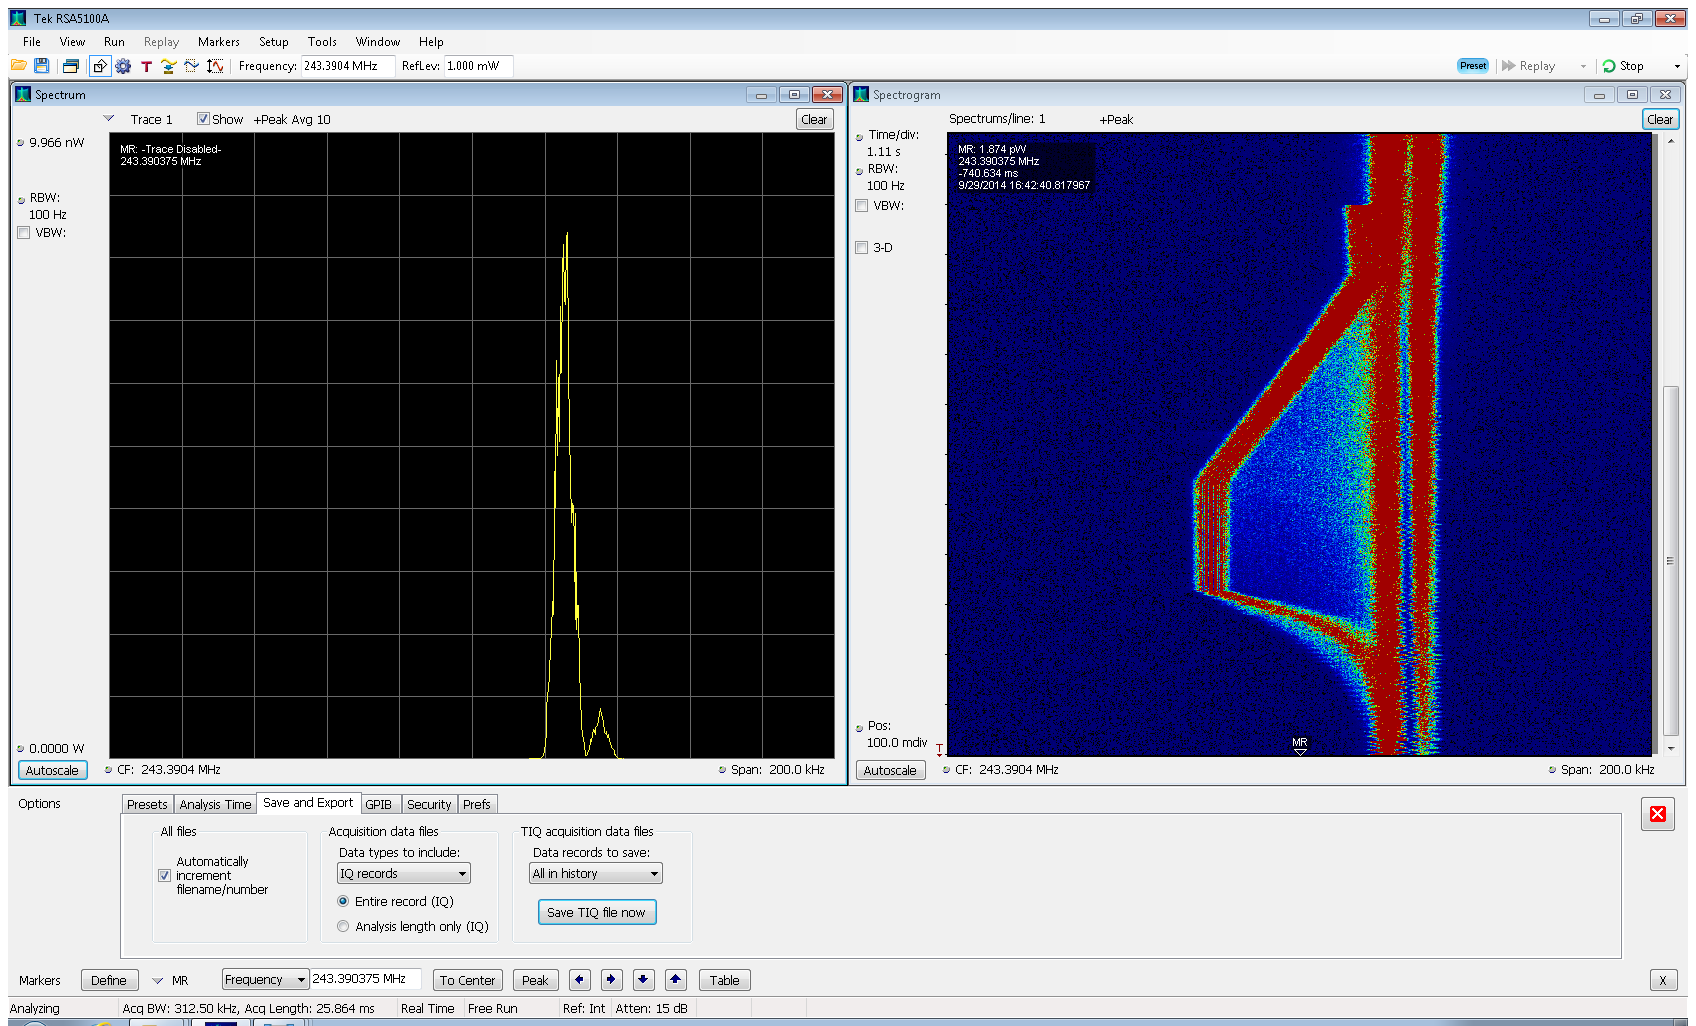 Tek RSA5100A
File View Run Replay Markers Setup Tools Window Help
Frequency: 243.3904 MHz RefLev: 1.000 mW
Preset Replay Stop
Spectrum
Trace 1 Show +Peak Avg 10 Clear
9.966 nW
MR: -Trace Disabled-
243.390375 MHz
RBW:
100 Hz
VBW:
0.0000 W
Autoscale CF: 243.3904 MHz Span: 200.0 kHz
Spectrogram
Spectrums/line: 1 +Peak Clear
Time/div:
1.11 s
RBW:
100 Hz
VBW:
3-D
MR: 1.874 pW
243.390375 MHz
-740.634 ms
9/29/2014 16:42:40.817967
Pos:
100.0 mdiv
T
MR
Autoscale CF: 243.3904 MHz Span: 200.0 kHz
Options
Presets Analysis Time Save and Export GPIB Security Prefs
All files
Automatically
increment
filename/number
Acquisition data files
Data types to include:
IQ records
Entire record (IQ)
Analysis length only (IQ)
TIQ acquisition data files
Data records to save:
All in history
Save TIQ file now
Markers Define MR Frequency 243.390375 MHz To Center Peak Table X
Analyzing Acq BW: 312.50 kHz, Acq Length: 25.864 ms Real Time Free Run Ref: Int Atten: 15 dB